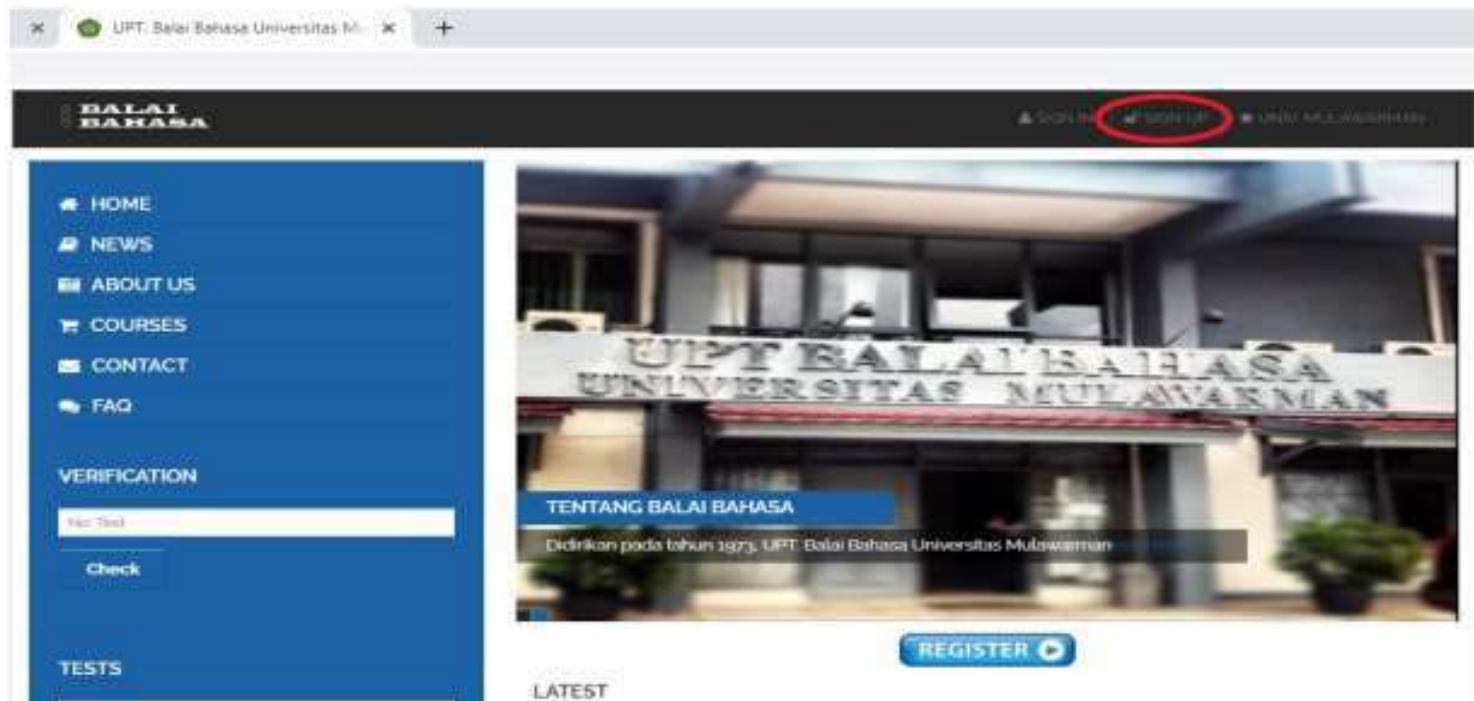 UPT. Balai Bahasa Universitas M
BALAI
BAHASA
SIGN IN
SIGN UP
UNIV MULAWARMAN
HOME
NEWS
ABOUT US
COURSES
CONTACT
FAQ
VERIFICATION
No Test
Check
TESTS
UPT BALAI BAHASA
UNIVERSITAS MULAWARMAN
TENTANG BALAI BAHASA
Didirikan pada tahun 1973, UPT. Balai Bahasa Universitas Mulawarman
REGISTER
LATEST